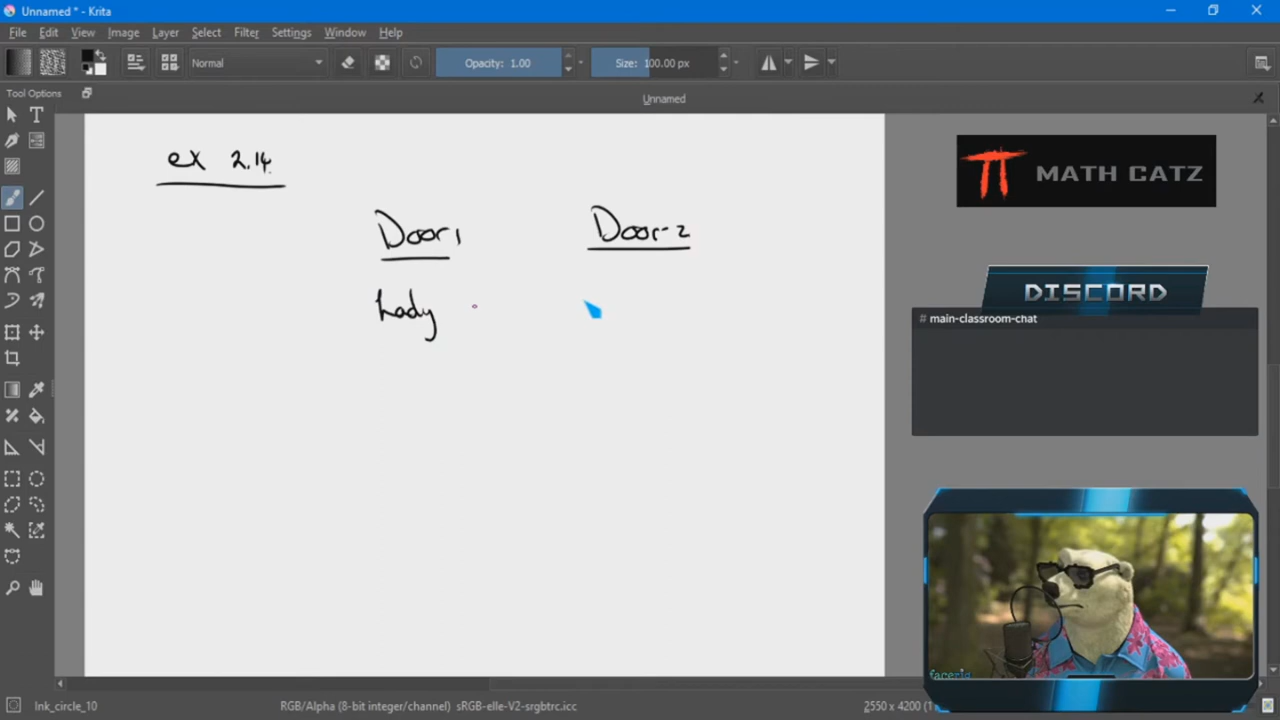 Unnamed * - Krita
File Edit View Image Layer Select Filter Settings Window Help
Normal
Opacity: 1.00
Size: 100.00 px
Tool Options
Unnamed
ex 2.14
Door 1
Door-2
Lady
MATH CATZ
DISCORD
# main-classroom-chat
facerig
Ink_circle_10
RGB/Alpha (8-bit integer/channel) sRGB-elle-V2-srgbtrc.icc
2550 x 4200 (1